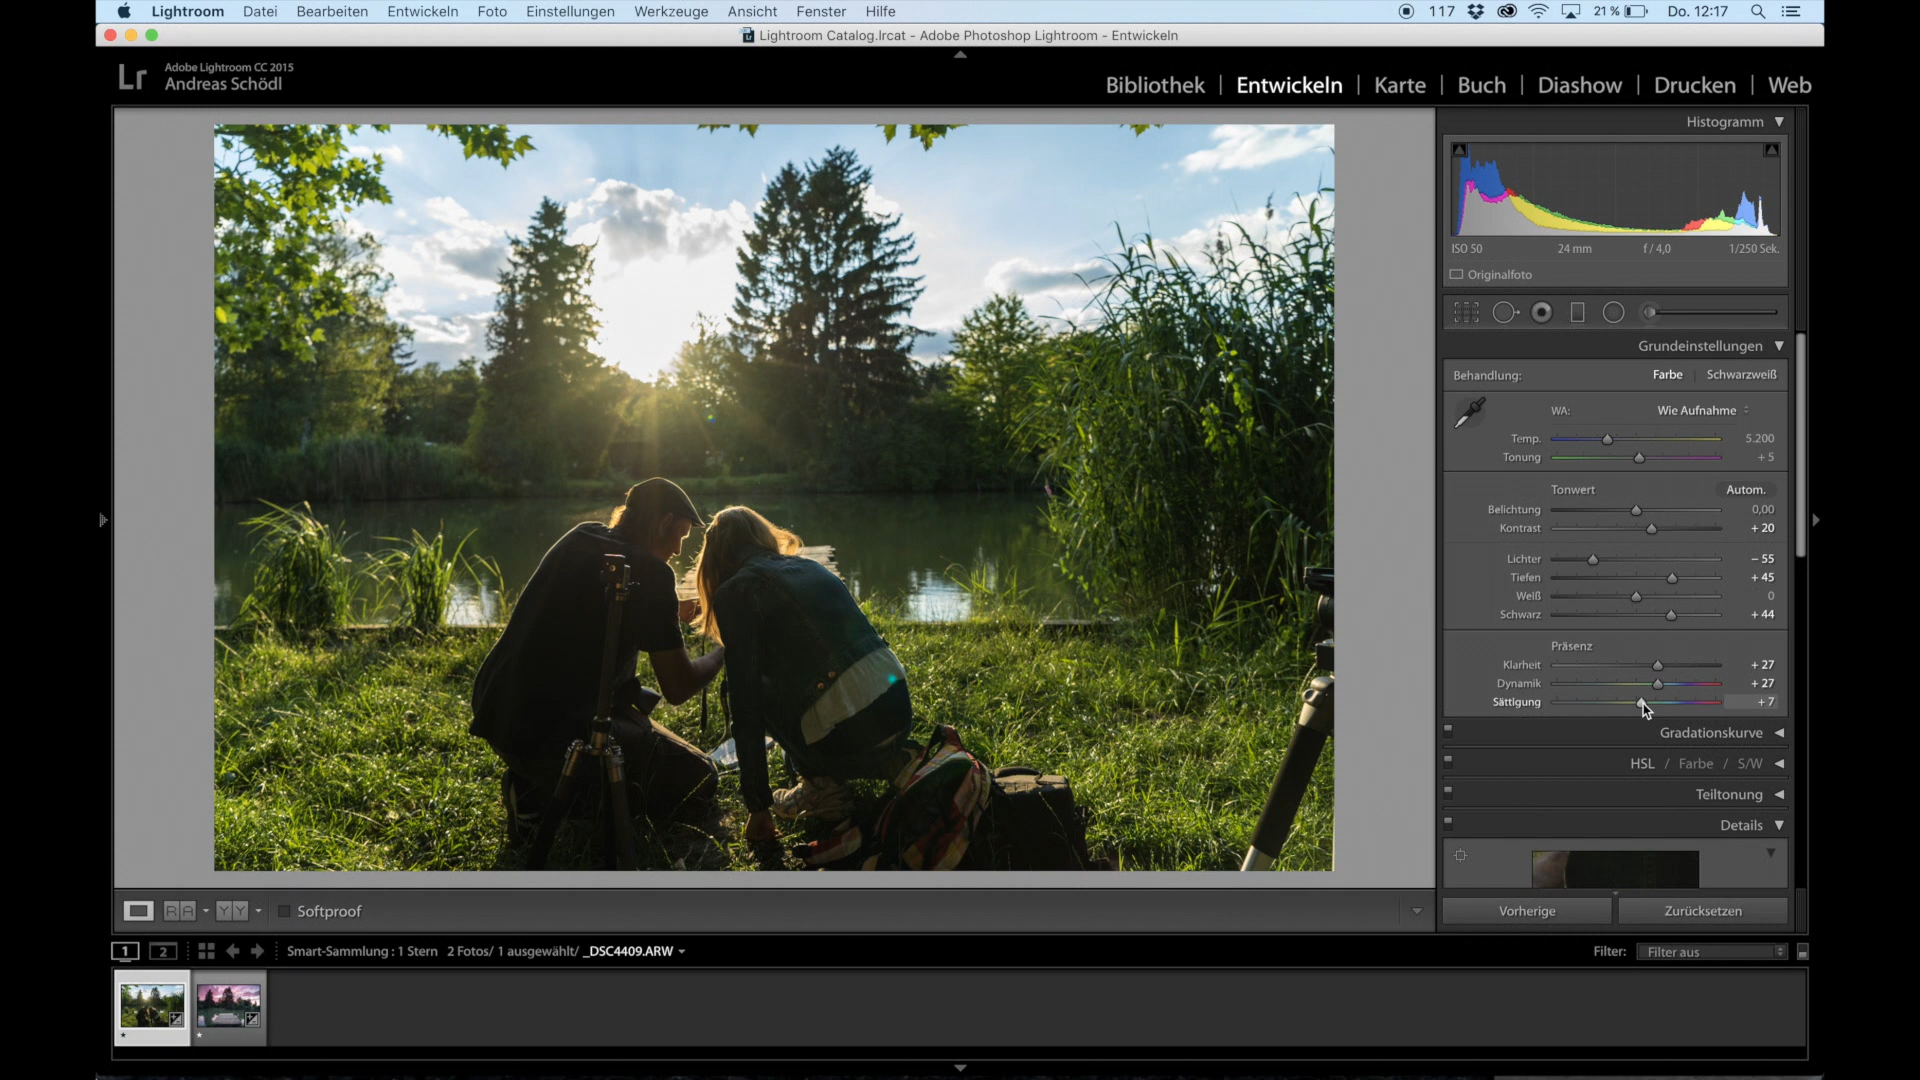 Lightroom Datei Bearbeiten Entwickeln Foto Einstellungen Werkzeuge Ansicht Fenster Hilfe 117 21 % Do. 12:17
Lightroom Catalog.lrcat - Adobe Photoshop Lightroom - Entwickeln
Lr Adobe Lightroom CC 2015
Andreas Schödl
Bibliothek | Entwickeln | Karte | Buch | Diashow | Drucken | Web
Histogramm
ISO 50 24 mm f / 4,0 1/250 Sek.
Originalfoto
Grundeinstellungen
Behandlung: Farbe | Schwarzweiß
WA: Wie Aufnahme
Temp. 5.200
Tonung + 5
Tonwert Autom.
Belichtung 0,00
Kontrast + 20
Lichter − 55
Tiefen + 45
Weiß 0
Schwarz + 44
Präsenz
Klarheit + 27
Dynamik + 27
Sättigung + 7
Gradationskurve
HSL / Farbe / S/W
Teiltonung
Details
Vorherige Zurücksetzen
R A Y Y Softproof
1 2 Smart-Sammlung : 1 Stern 2 Fotos/ 1 ausgewählt/ _DSC4409.ARW Filter: Filter aus